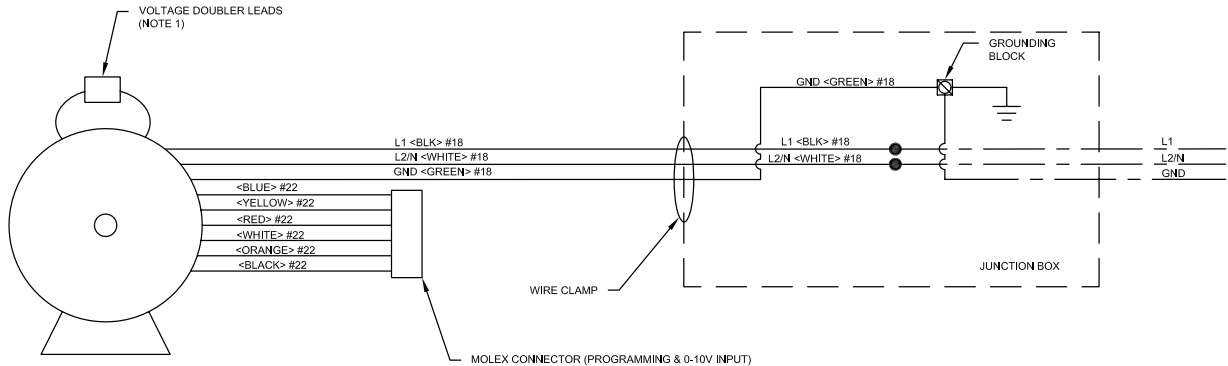 VOLTAGE DOUBLER LEADS
(NOTE 1)
GROUNDING
BLOCK
GND <GREEN> #18
L1 <BLK> #18
L2/N <WHITE> #18
GND <GREEN> #18
L1 <BLK> #18
L2/N <WHITE> #18
L1
L2/N
GND
<BLUE> #22
<YELLOW> #22
<RED> #22
<WHITE> #22
<ORANGE> #22
<BLACK> #22
JUNCTION BOX
WIRE CLAMP
MOLEX CONNECTOR (PROGRAMMING & 0-10V INPUT)